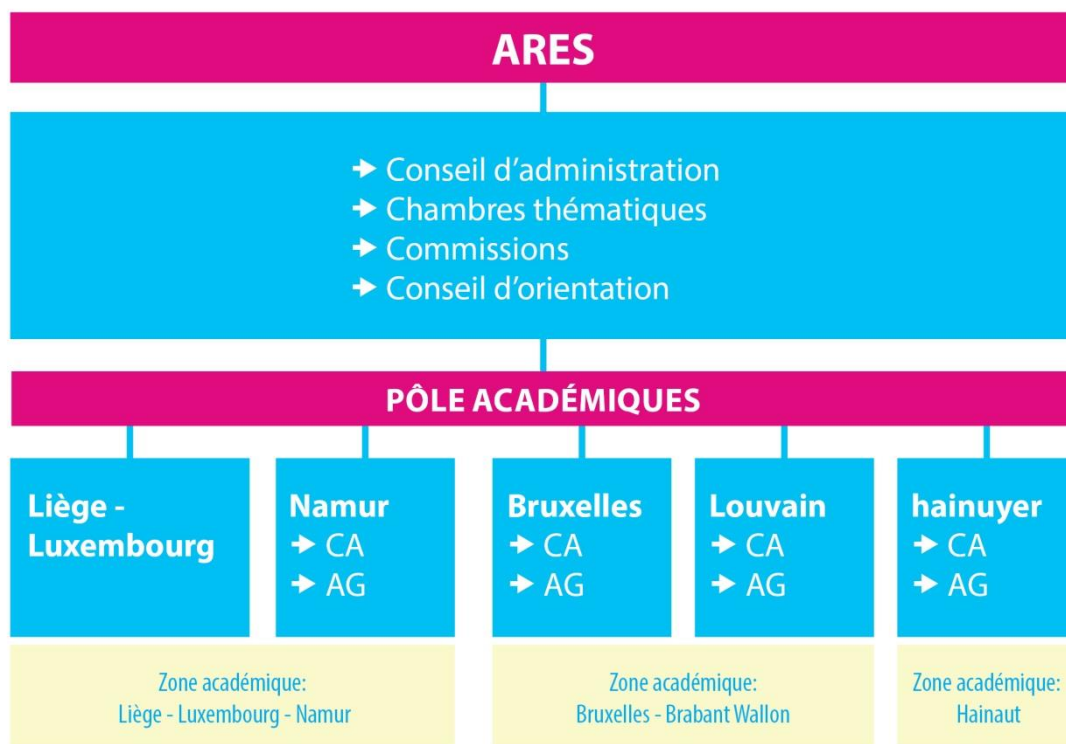 ARES
Conseil d'administration
Chambres thématiques
Commissions
Conseil d'orientation
PÔLE ACADÉMIQUES
Liège -
Luxembourg
Namur
CA
AG
Bruxelles
CA
AG
Louvain
CA
AG
hainuyer
CA
AG
Zone académique:
Liège - Luxembourg - Namur
Zone académique:
Bruxelles - Brabant Wallon
Zone académique:
Hainaut